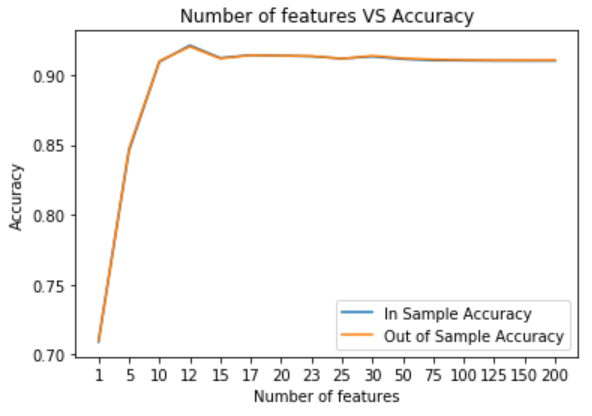 Number of features VS Accuracy
0.90
0.85
0.80
0.75
0.70
Accuracy
In Sample Accuracy
Out of Sample Accuracy
1 5 10 12 15 17 20 23 25 30 50 75 100 125 150 200
Number of features